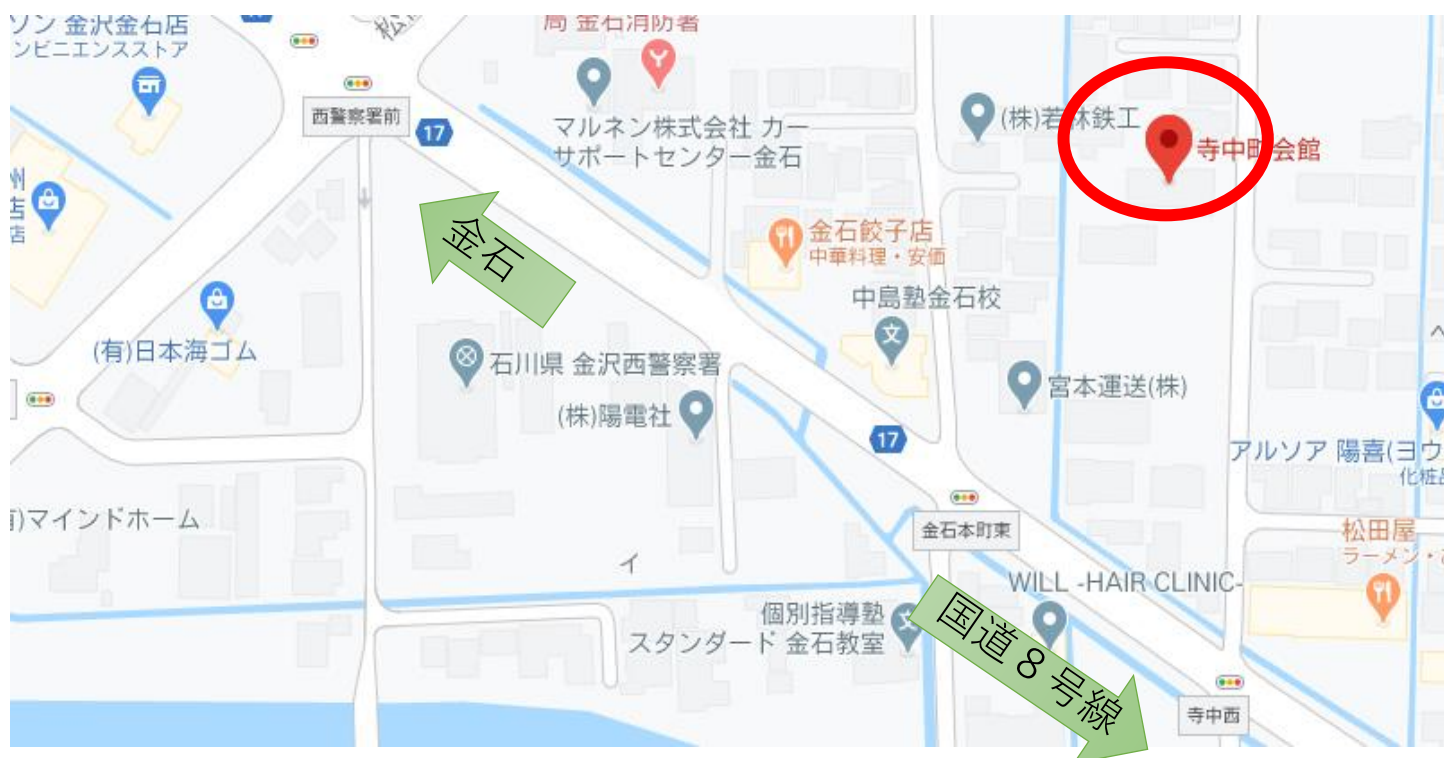 ソン 金沢金石店
ンビニエンスストア
局 金石消防署
西警察署前
17
マルネン株式会社 カー
サポートセンター金石
(株)若林鉄工
寺中町会館
州
店
店
金石
金石餃子店
中華料理・安価
中島塾金石校
(有)日本海ゴム
石川県 金沢西警察署
(株)陽電社
宮本運送(株)
17
アルソア 陽喜(ヨウ
化粧品
)マインドホーム
金石本町東
松田屋
ラーメン・
イ
WILL -HAIR CLINIC-
個別指導塾
スタンダード 金石教室
国道8号線
寺中西